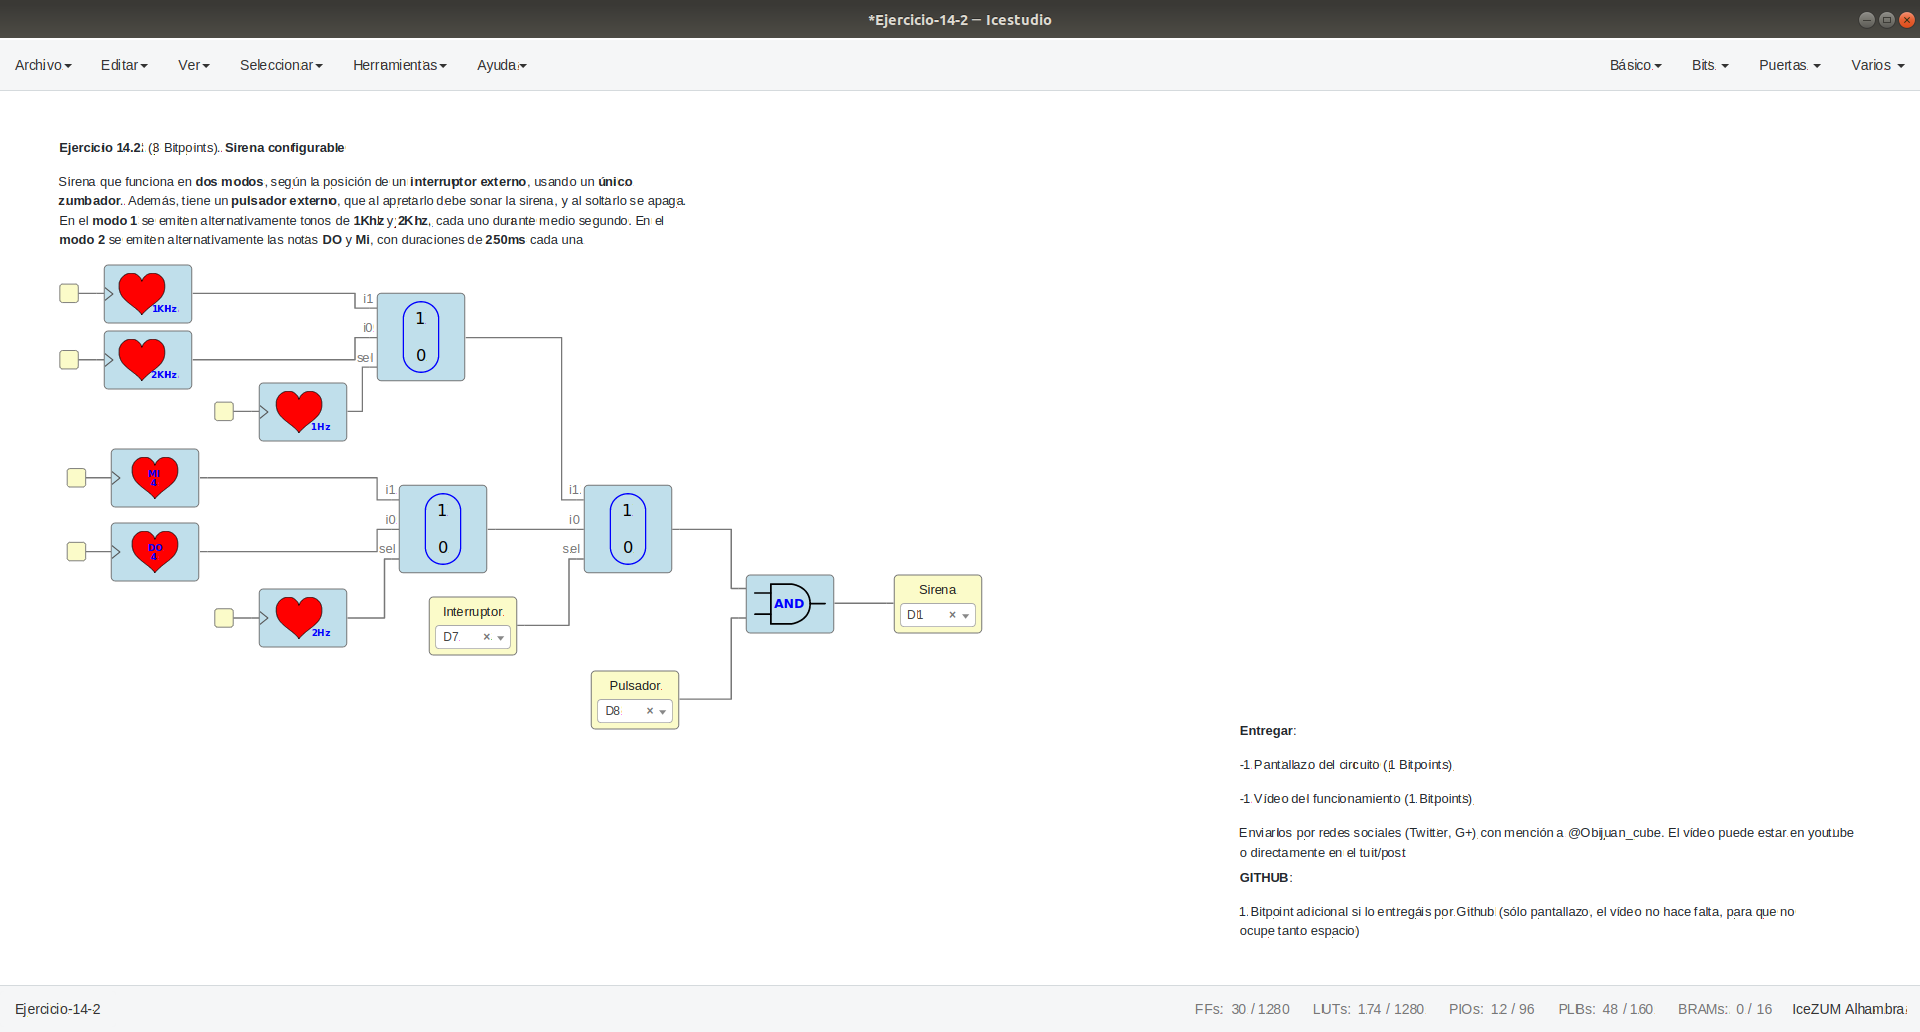 *Ejercicio-14-2 — Icestudio
Archivo Editar Ver Seleccionar Herramientas Ayuda Básico Bits Puertas Varios
Ejercicio 14.2: (3 Bitpoints). Sirena configurable
Sirena que funciona en dos modos, según la posición de un interruptor externo, usando un único
zumbador. Además, tiene un pulsador externo, que al apretarlo debe sonar la sirena, y al soltarlo se apaga.
En el modo 1 se emiten alternativamente tonos de 1Khz y 2Khz, cada uno durante medio segundo. En el
modo 2 se emiten alternativamente las notas DO y Mi, con duraciones de 250ms cada una
1KHz
i1
1
i0
0
sel
2KHz
1Hz
MI
4
i1
1
i0
0
sel
i1
1
i0
0
sel
DO
4
2Hz
Interruptor
D7 ×
AND
Sirena
D11 ×
Pulsador
D8 ×
Entregar:
-1 Pantallazo del circuito (1 Bitpoints)
-1 Vídeo del funcionamiento (1 Bitpoints)
Enviarlos por redes sociales (Twitter, G+) con mención a @Obijuan_cube. El vídeo puede estar en youtube
o directamente en el tuit/post
GITHUB:
1 Bitpoint adicional si lo entregáis por Github (sólo pantallazo, el vídeo no hace falta, para que no
ocupe tanto espacio)
Ejercicio-14-2 FFs: 30 / 1280 LUTs: 174 / 1280 PIOs: 12 / 96 PLBs: 48 / 160 BRAMs: 0 / 16 IceZUM Alhambra